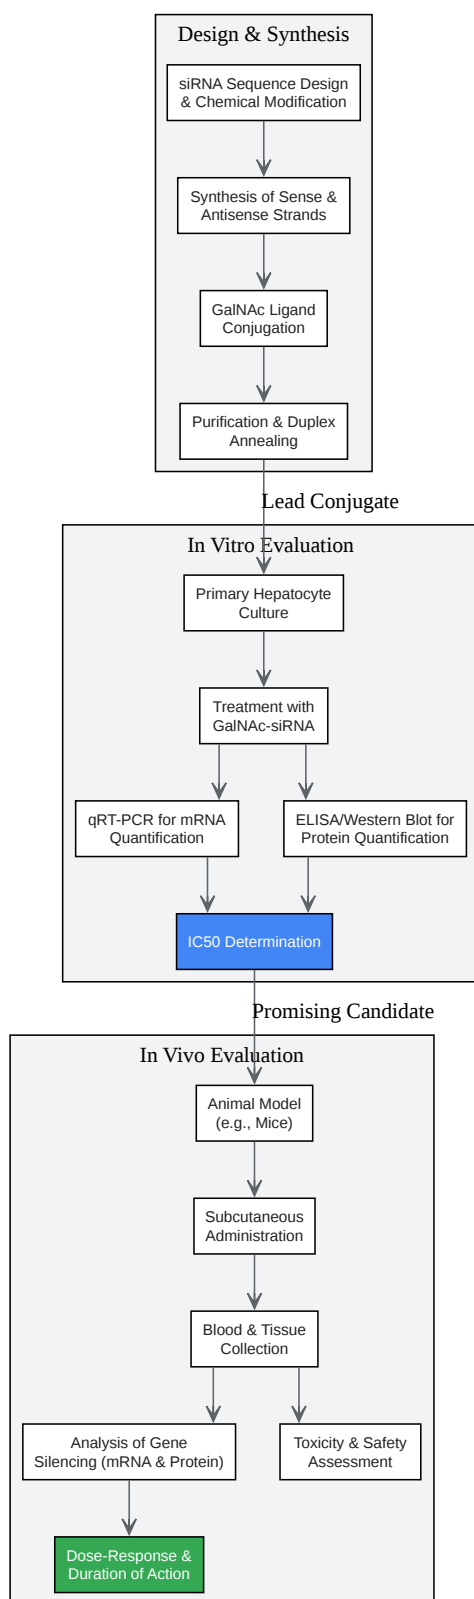 Design & Synthesis
siRNA Sequence Design
& Chemical Modification
Synthesis of Sense &
Antisense Strands
GalNAc Ligand
Conjugation
Purification & Duplex
Annealing
Lead Conjugate
In Vitro Evaluation
Primary Hepatocyte
Culture
Treatment with
GalNAc-siRNA
qRT-PCR for mRNA
Quantification
ELISA/Western Blot for
Protein Quantification
IC50 Determination
Promising Candidate
In Vivo Evaluation
Animal Model
(e.g., Mice)
Subcutaneous
Administration
Blood & Tissue
Collection
Analysis of Gene
Silencing (mRNA & Protein)
Toxicity & Safety
Assessment
Dose-Response &
Duration of Action